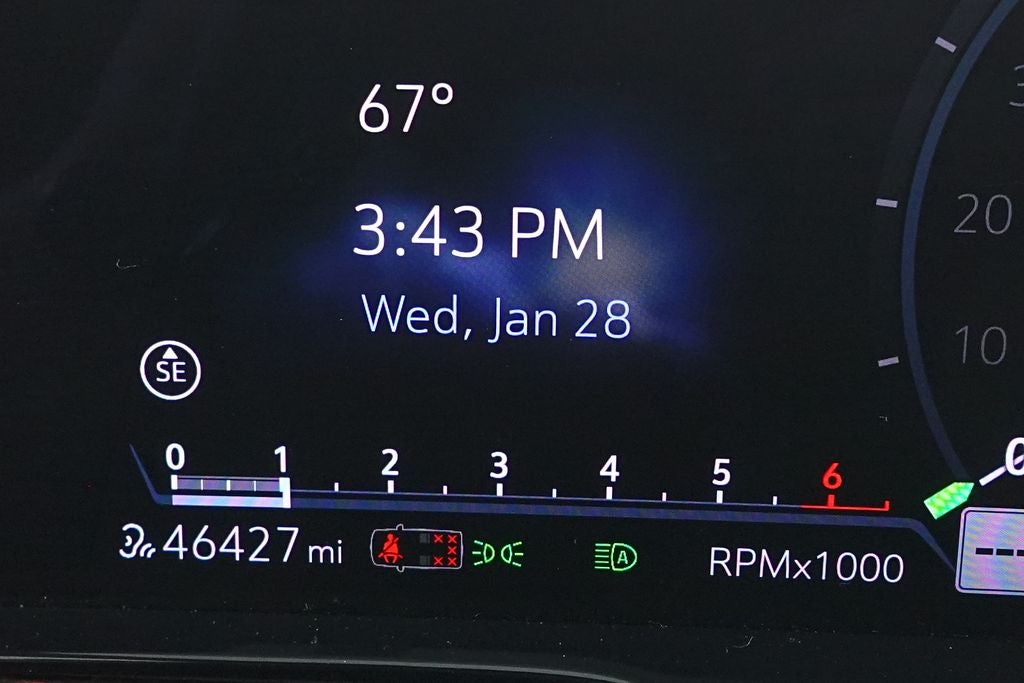 67°
3:43 PM
Wed, Jan 28
SE
20
10
0 1 2 3 4 5 6
0
46427 mi
A
RPMx1000
---